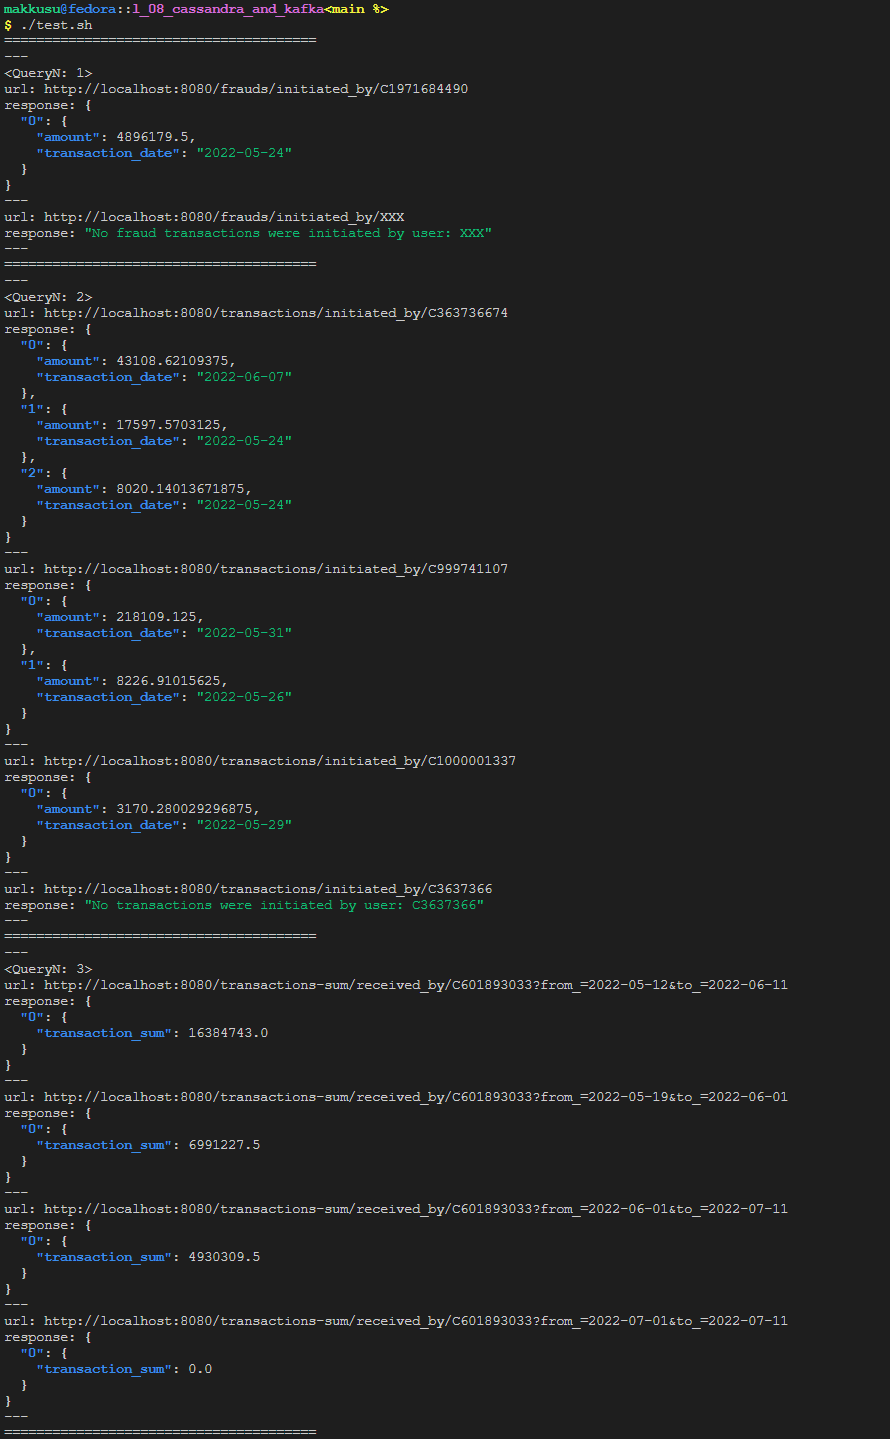 makkusu@fedora::l_08_cassandra_and_kafka<main %>
$ ./test.sh
=======================================
---
<QueryN: 1>
url: http://localhost:8080/frauds/initiated_by/C1971684490
response: {
  "0": {
    "amount": 4896179.5,
    "transaction_date": "2022-05-24"
  }
}
---
url: http://localhost:8080/frauds/initiated_by/XXX
response: "No fraud transactions were initiated by user: XXX"
---
=======================================
---
<QueryN: 2>
url: http://localhost:8080/transactions/initiated_by/C363736674
response: {
  "0": {
    "amount": 43108.62109375,
    "transaction_date": "2022-06-07"
  },
  "1": {
    "amount": 17597.5703125,
    "transaction_date": "2022-05-24"
  },
  "2": {
    "amount": 8020.14013671875,
    "transaction_date": "2022-05-24"
  }
}
---
url: http://localhost:8080/transactions/initiated_by/C999741107
response: {
  "0": {
    "amount": 218109.125,
    "transaction_date": "2022-05-31"
  },
  "1": {
    "amount": 8226.91015625,
    "transaction_date": "2022-05-26"
  }
}
---
url: http://localhost:8080/transactions/initiated_by/C1000001337
response: {
  "0": {
    "amount": 3170.280029296875,
    "transaction_date": "2022-05-29"
  }
}
---
url: http://localhost:8080/transactions/initiated_by/C3637366
response: "No transactions were initiated by user: C3637366"
---
=======================================
---
<QueryN: 3>
url: http://localhost:8080/transactions-sum/received_by/C601893033?from_=2022-05-12&to_=2022-06-11
response: {
  "0": {
    "transaction_sum": 16384743.0
  }
}
---
url: http://localhost:8080/transactions-sum/received_by/C601893033?from_=2022-05-19&to_=2022-06-01
response: {
  "0": {
    "transaction_sum": 6991227.5
  }
}
---
url: http://localhost:8080/transactions-sum/received_by/C601893033?from_=2022-06-01&to_=2022-07-11
response: {
  "0": {
    "transaction_sum": 4930309.5
  }
}
---
url: http://localhost:8080/transactions-sum/received_by/C601893033?from_=2022-07-01&to_=2022-07-11
response: {
  "0": {
    "transaction_sum": 0.0
  }
}
---
=======================================